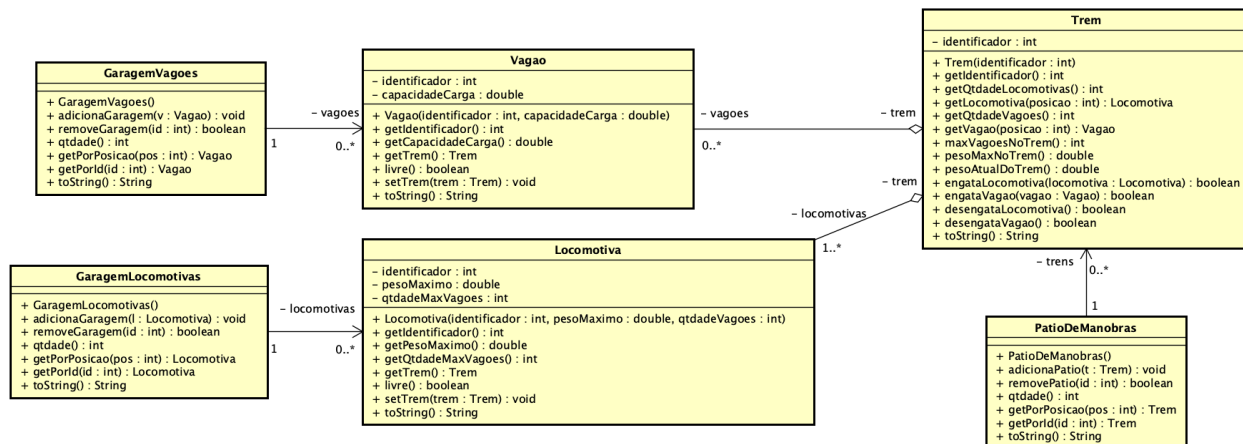 GaragemVagoes
+ GaragemVagoes()
+ adicionaGaragem(v : Vagao) : void
+ removeGaragem(id : int) : boolean
+ qtdade() : int
+ getPorPosicao(pos : int) : Vagao
+ getPorId(id : int) : Vagao
+ toString() : String
1
– vagoes
0..*
Vagao
– identificador : int
– capacidadeCarga : double
+ Vagao(identificador : int, capacidadeCarga : double)
+ getIdentificador() : int
+ getCapacidadeCarga() : double
+ getTrem() : Trem
+ livre() : boolean
+ setTrem(trem : Trem) : void
+ toString() : String
– vagoes
0..*
– trem
Trem
– identificador : int
+ Trem(identificador : int)
+ getIdentificador() : int
+ getQtdadeLocomotivas() : int
+ getLocomotiva(posicao : int) : Locomotiva
+ getQtdadeVagoes() : int
+ getVagao(posicao : int) : Vagao
+ maxVagoesNoTrem() : int
+ pesoMaxNoTrem() : double
+ pesoAtualDoTrem() : double
+ engataLocomotiva(locomotiva : Locomotiva) : boolean
+ engataVagao(vagao : Vagao) : boolean
+ desengataLocomotiva() : boolean
+ desengataVagao() : boolean
+ toString() : String
– trem
– locomotivas
1..*
GaragemLocomotivas
+ GaragemLocomotivas()
+ adicionaGaragem(l : Locomotiva) : void
+ removeGaragem(id : int) : boolean
+ qtdade() : int
+ getPorPosicao(pos : int) : Locomotiva
+ getPorId(id : int) : Locomotiva
+ toString() : String
– locomotivas
1
0..*
Locomotiva
– identificador : int
– pesoMaximo : double
– qtdadeMaxVagoes : int
+ Locomotiva(identificador : int, pesoMaximo : double, qtdadeVagoes : int)
+ getIdentificador() : int
+ getPesoMaximo() : double
+ getQtdadeMaxVagoes() : int
+ getTrem() : Trem
+ livre() : boolean
+ setTrem(trem : Trem) : void
+ toString() : String
– trens
0..*
1
PatioDeManobras
+ PatioDeManobras()
+ adicionaPatio(t : Trem) : void
+ removePatio(id : int) : boolean
+ qtdade() : int
+ getPorPosicao(pos : int) : Trem
+ getPorId(id : int) : Trem
+ toString() : String